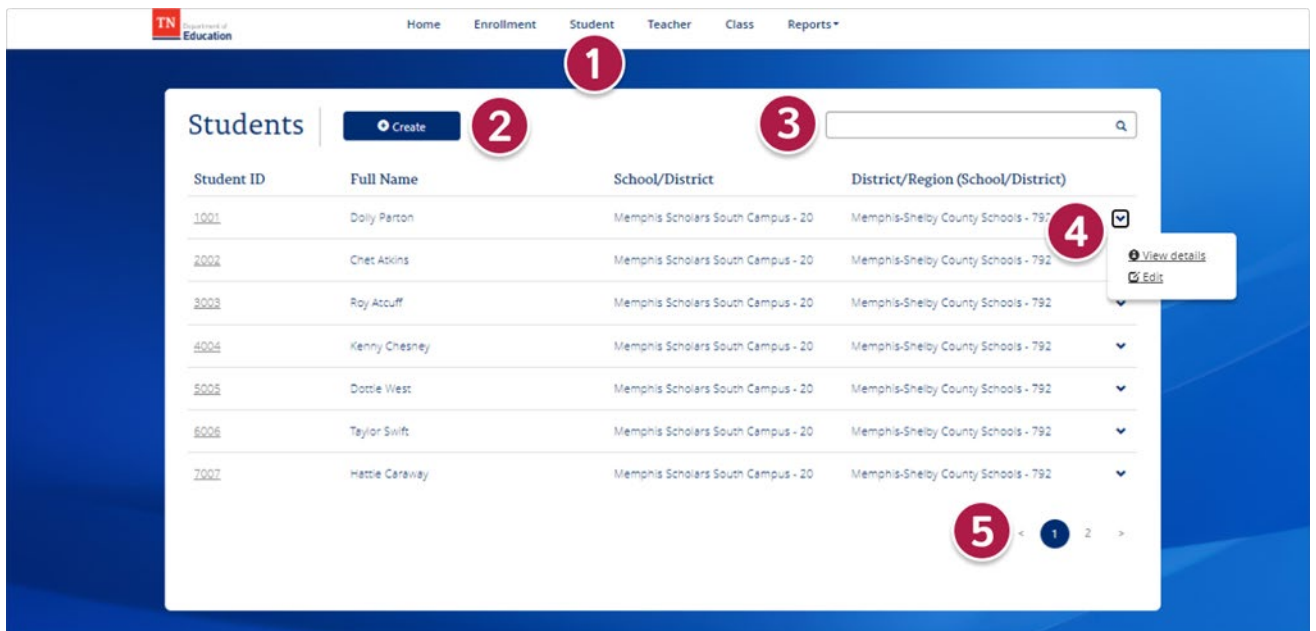 TN Department of
Education
Home Enrollment Student Teacher Class Reports
1
Students Create 2 3
Student ID Full Name School/District District/Region (School/District)
1001 Dolly Parton Memphis Scholars South Campus - 20 Memphis-Shelby County Schools - 792
4
2002 Chet Atkins Memphis Scholars South Campus - 20 Memphis-Shelby County Schools - 792
View details
Edit
3003 Roy Atcuff Memphis Scholars South Campus - 20 Memphis-Shelby County Schools - 792
4004 Kenny Chesney Memphis Scholars South Campus - 20 Memphis-Shelby County Schools - 792
5005 Dottie West Memphis Scholars South Campus - 20 Memphis-Shelby County Schools - 792
6006 Taylor Swift Memphis Scholars South Campus - 20 Memphis-Shelby County Schools - 792
7007 Hattie Caraway Memphis Scholars South Campus - 20 Memphis-Shelby County Schools - 792
5 < 1 2 >